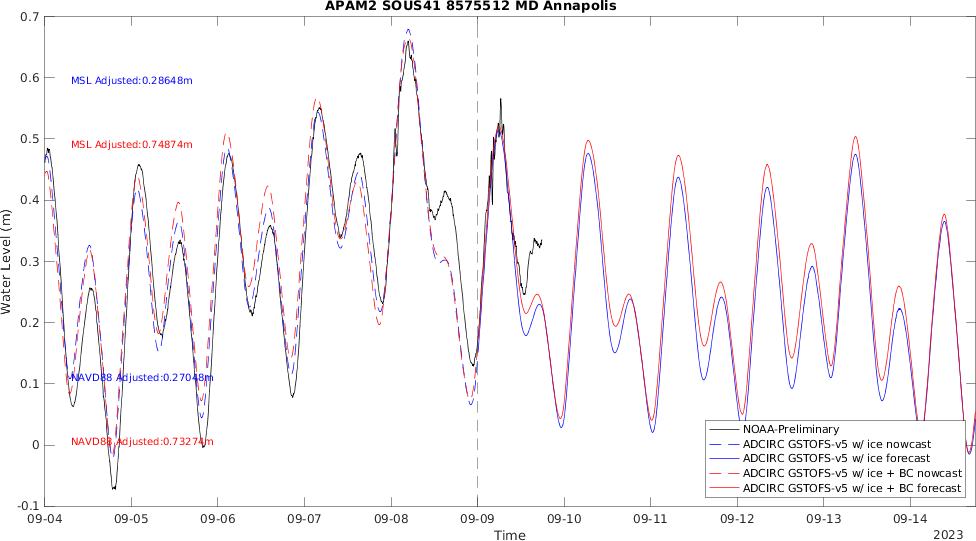 APAM2 SOUS41 8575512 MD Annapolis
0.7
0.6
0.5
0.4
0.3
0.2
0.1
0
-0.1
Water Level (m)
MSL Adjusted:0.28648m
MSL Adjusted:0.74874m
NAVD88 Adjusted:0.27048m
NAVD88 Adjusted:0.73274m
NOAA-Preliminary
ADCIRC GSTOFS-v5 w/ ice nowcast
ADCIRC GSTOFS-v5 w/ ice forecast
ADCIRC GSTOFS-v5 w/ ice + BC nowcast
ADCIRC GSTOFS-v5 w/ ice + BC forecast
09-04 09-05 09-06 09-07 09-08 09-09 09-10 09-11 09-12 09-13 09-14
Time
2023